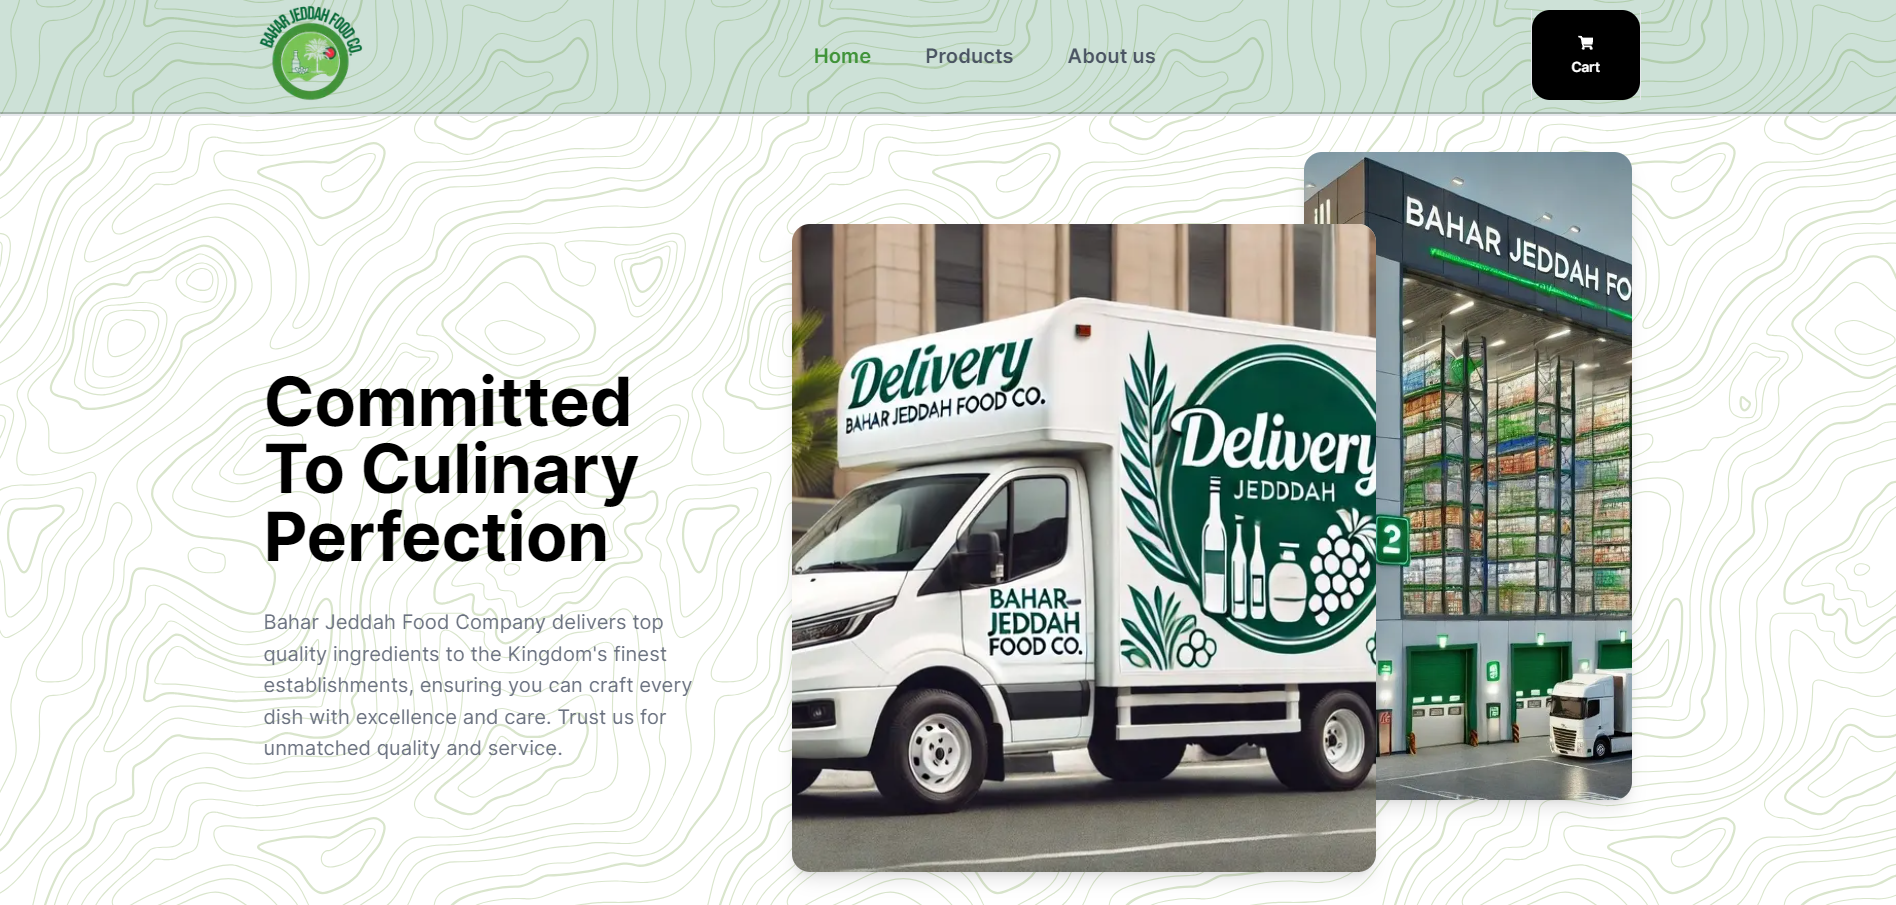 BAHAR JEDDAH FOOD CO.
Home
Products
About us
Cart
Committed
To Culinary
Perfection
Bahar Jeddah Food Company delivers top
quality ingredients to the Kingdom's finest
establishments, ensuring you can craft every
dish with excellence and care. Trust us for
unmatched quality and service.
Delivery
BAHAR JEDDAH FOOD CO.
Delivery
JEDDDAH
BAHAR
JEDDAH
FOOD CO.
BAHAR JEDDAH FO
2